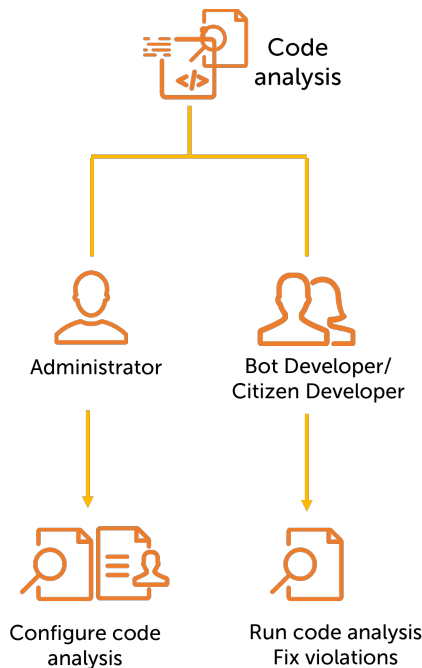 Code
analysis
</>
Administrator
Bot Developer/
Citizen Developer
Configure code
analysis
Run code analysis
Fix violations